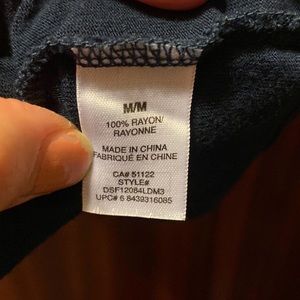 M/M
100% RAYON/
RAYONNE
MADE IN CHINA
FABRIQUÉ EN CHINE
CA# 51122
STYLE#
DSF12084LDM3
UPC# 6 8439316085